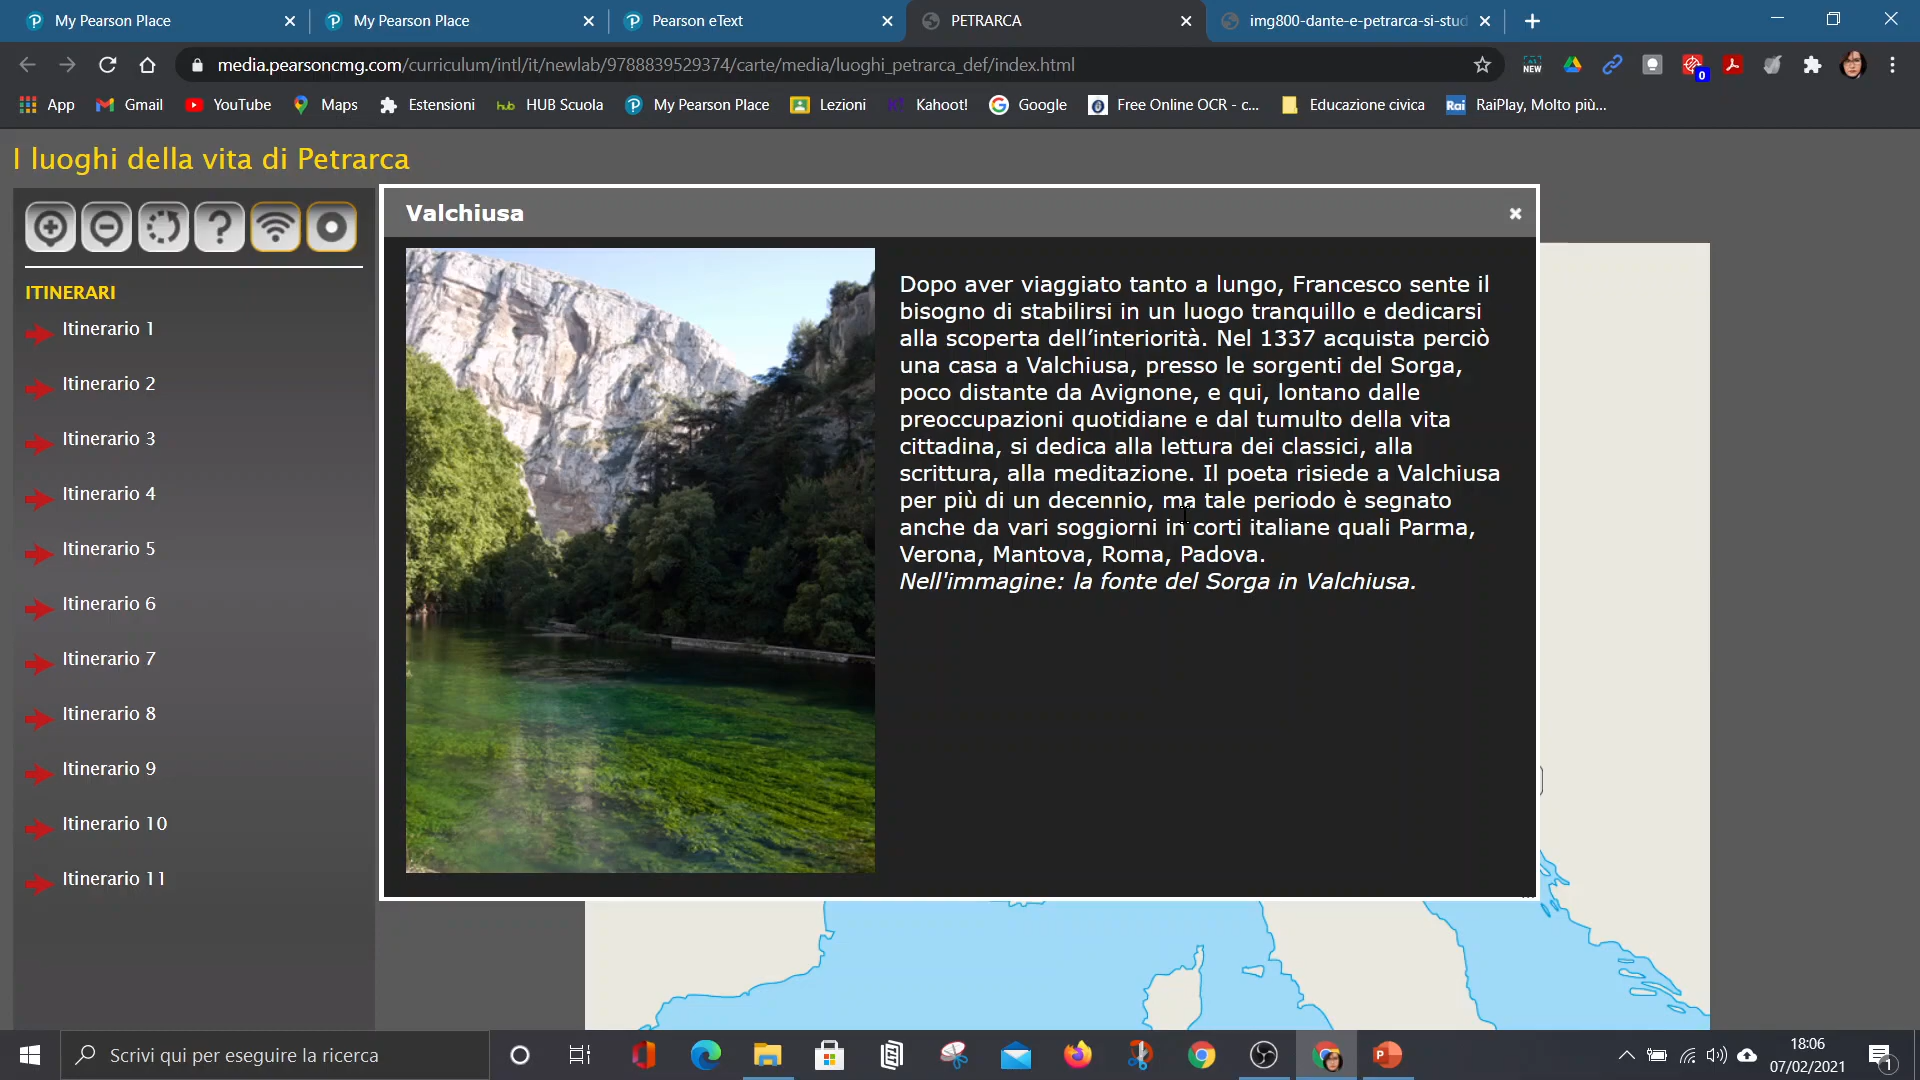 My Pearson Place
My Pearson Place
Pearson eText
PETRARCA
img800-dante-e-petrarca-si-stud
media.pearsoncmg.com/curriculum/intl/it/newlab/9788839529374/carte/media/luoghi_petrarca_def/index.html
NEW
0
App
Gmail
YouTube
Maps
Estensioni
hub HUB Scuola
My Pearson Place
Lezioni
Kahoot!
Google
Free Online OCR - c...
Educazione civica
Rai RaiPlay, Molto più...
I luoghi della vita di Petrarca
ITINERARI
Itinerario 1
Itinerario 2
Itinerario 3
Itinerario 4
Itinerario 5
Itinerario 6
Itinerario 7
Itinerario 8
Itinerario 9
Itinerario 10
Itinerario 11
Valchiusa
Dopo aver viaggiato tanto a lungo, Francesco sente il
bisogno di stabilirsi in un luogo tranquillo e dedicarsi
alla scoperta dell’interiorità. Nel 1337 acquista perciò
una casa a Valchiusa, presso le sorgenti del Sorga,
poco distante da Avignone, e qui, lontano dalle
preoccupazioni quotidiane e dal tumulto della vita
cittadina, si dedica alla lettura dei classici, alla
scrittura, alla meditazione. Il poeta risiede a Valchiusa
per più di un decennio, ma tale periodo è segnato
anche da vari soggiorni in corti italiane quali Parma,
Verona, Mantova, Roma, Padova.
Nell'immagine: la fonte del Sorga in Valchiusa.
Scrivi qui per eseguire la ricerca
18:06
07/02/2021
1